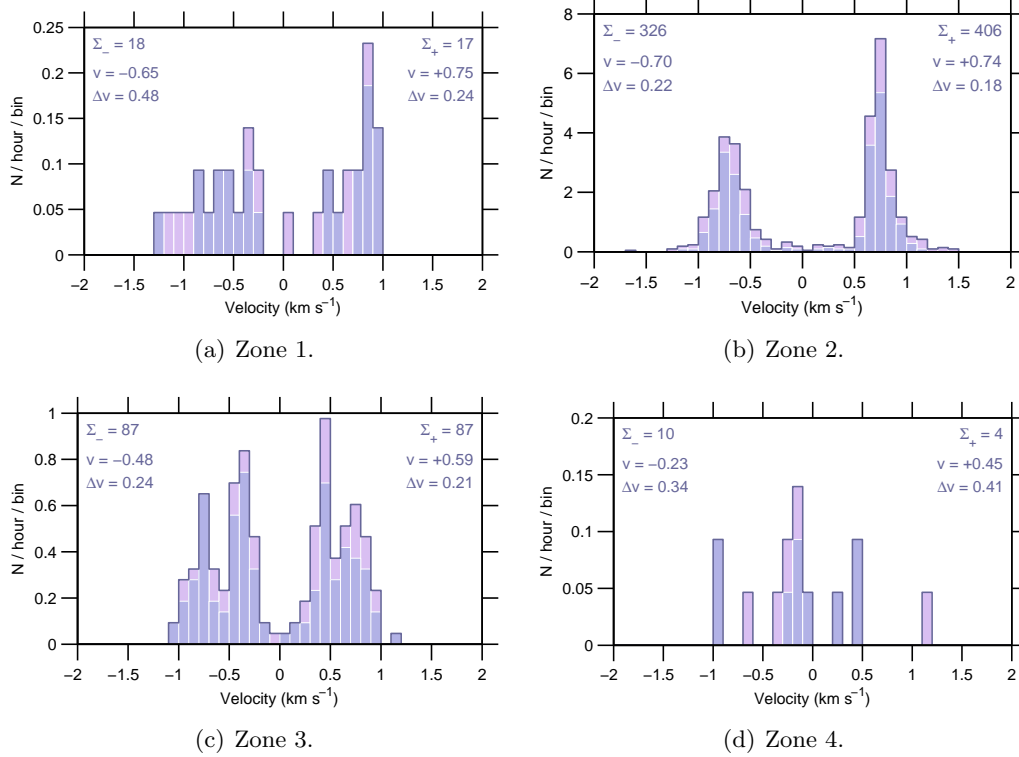 0.25
0.2
0.15
0.1
0.05
0
N / hour / bin
Σ− = 18
v = −0.65
Δv = 0.48
Σ+ = 17
v = +0.75
Δv = 0.24
−2 −1.5 −1 −0.5 0 0.5 1 1.5 2
Velocity (km s−1)
(a) Zone 1.
8
6
4
2
0
N / hour / bin
Σ− = 326
v = −0.70
Δv = 0.22
Σ+ = 406
v = +0.74
Δv = 0.18
−2 −1.5 −1 −0.5 0 0.5 1 1.5 2
Velocity (km s−1)
(b) Zone 2.
1
0.8
0.6
0.4
0.2
0
N / hour / bin
Σ− = 87
v = −0.48
Δv = 0.24
Σ+ = 87
v = +0.59
Δv = 0.21
−2 −1.5 −1 −0.5 0 0.5 1 1.5 2
Velocity (km s−1)
(c) Zone 3.
0.2
0.15
0.1
0.05
0
N / hour / bin
Σ− = 10
v = −0.23
Δv = 0.34
Σ+ = 4
v = +0.45
Δv = 0.41
−2 −1.5 −1 −0.5 0 0.5 1 1.5 2
Velocity (km s−1)
(d) Zone 4.